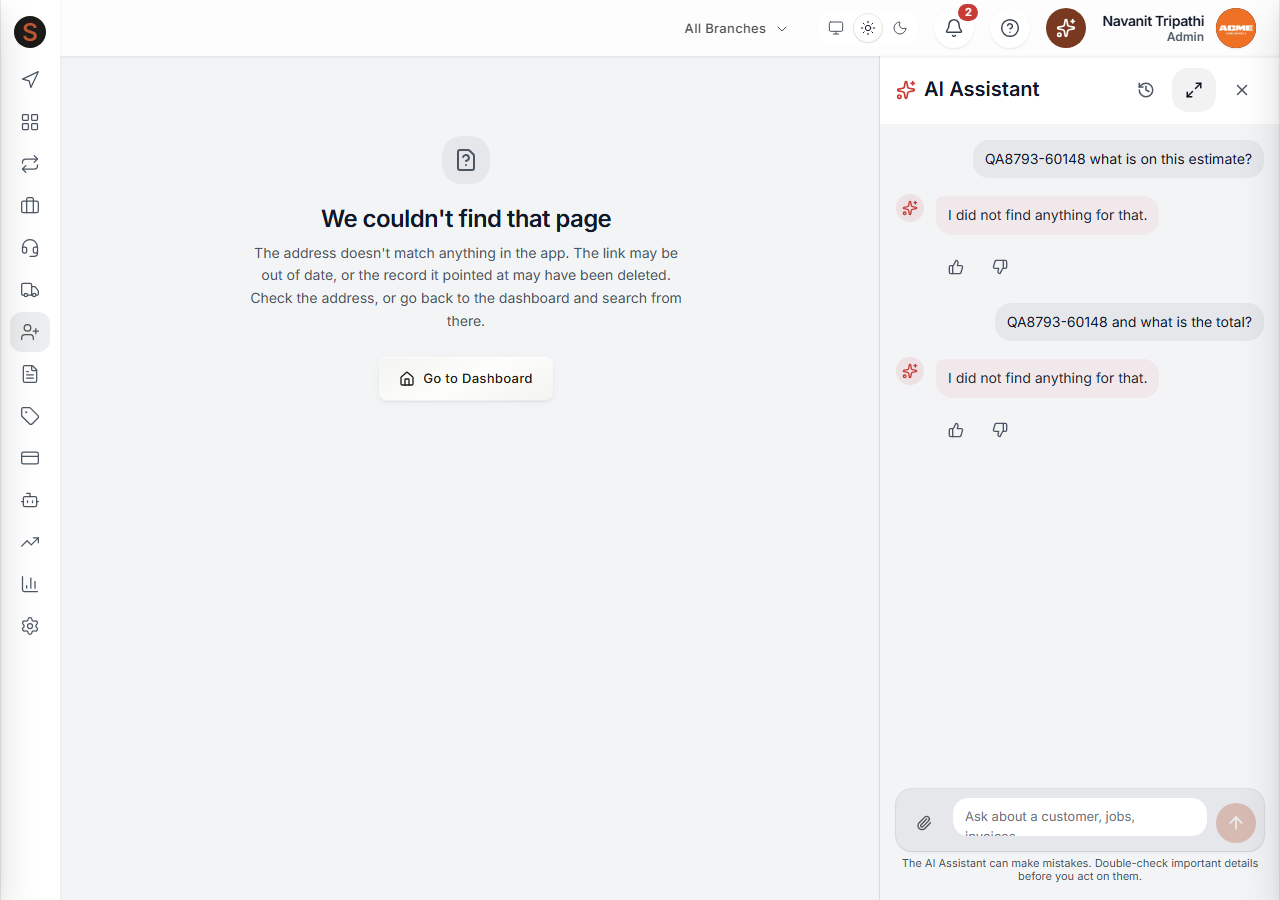 S
All Branches
2
Navanit Tripathi
Admin
ACME
AI Assistant
QA8793-60148 what is on this estimate?
I did not find anything for that.
QA8793-60148 and what is the total?
I did not find anything for that.
We couldn't find that page
The address doesn't match anything in the app. The link may be
out of date, or the record it pointed at may have been deleted.
Check the address, or go back to the dashboard and search from
there.
Go to Dashboard
Ask about a customer, jobs,
invoices
The AI Assistant can make mistakes. Double-check important details
before you act on them.